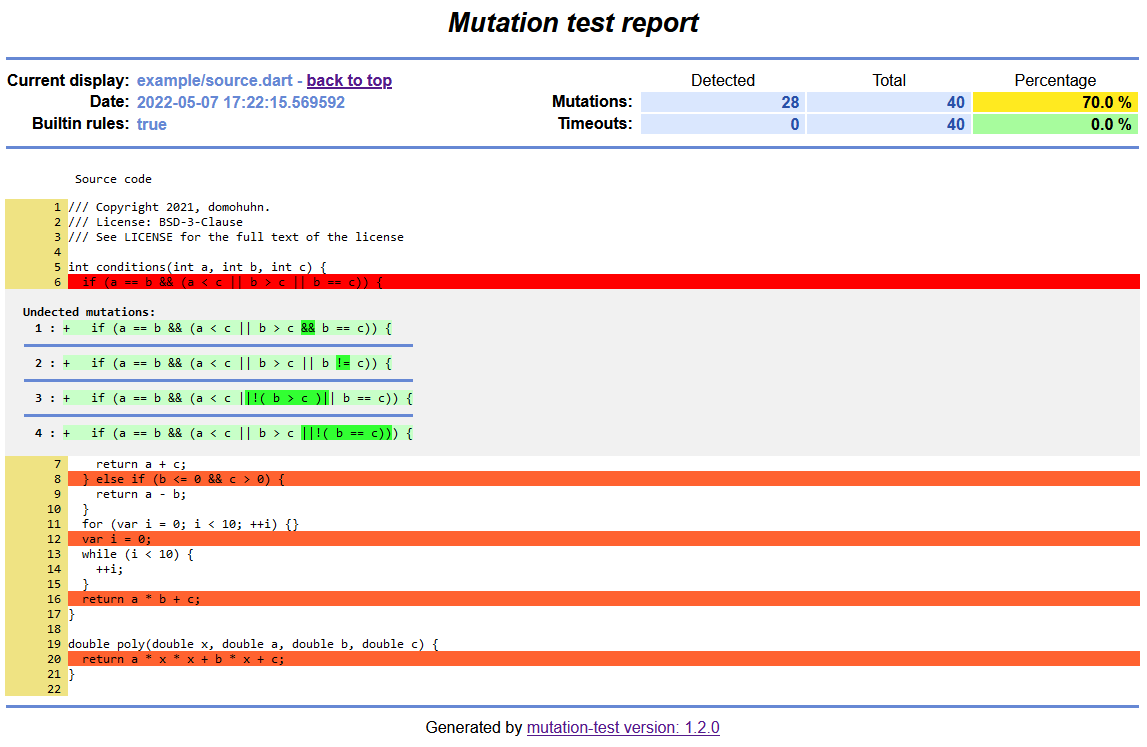 Mutation test report
Current display: example/source.dart - back to top
Date: 2022-05-07 17:22:15.569592
Builtin rules: true
Detected Total Percentage
Mutations: 28 40 70.0 %
Timeouts: 0 40 0.0 %
Source code
1 /// Copyright 2021, domohuhn.
2 /// License: BSD-3-Clause
3 /// See LICENSE for the full text of the license
4
5 int conditions(int a, int b, int c) {
6   if (a == b && (a < c || b > c || b == c)) {
Undected mutations:
1 : +   if (a == b && (a < c || b > c && b == c)) {
2 : +   if (a == b && (a < c || b > c || b != c)) {
3 : +   if (a == b && (a < c ||!( b > c )|| b == c)) {
4 : +   if (a == b && (a < c || b > c ||!( b == c))) {
7     return a + c;
8   } else if (b <= 0 && c > 0) {
9     return a - b;
10   }
11   for (var i = 0; i < 10; ++i) {}
12   var i = 0;
13   while (i < 10) {
14     ++i;
15   }
16   return a * b + c;
17 }
18
19 double poly(double x, double a, double b, double c) {
20   return a * x * x + b * x + c;
21 }
22
Generated by mutation-test version: 1.2.0